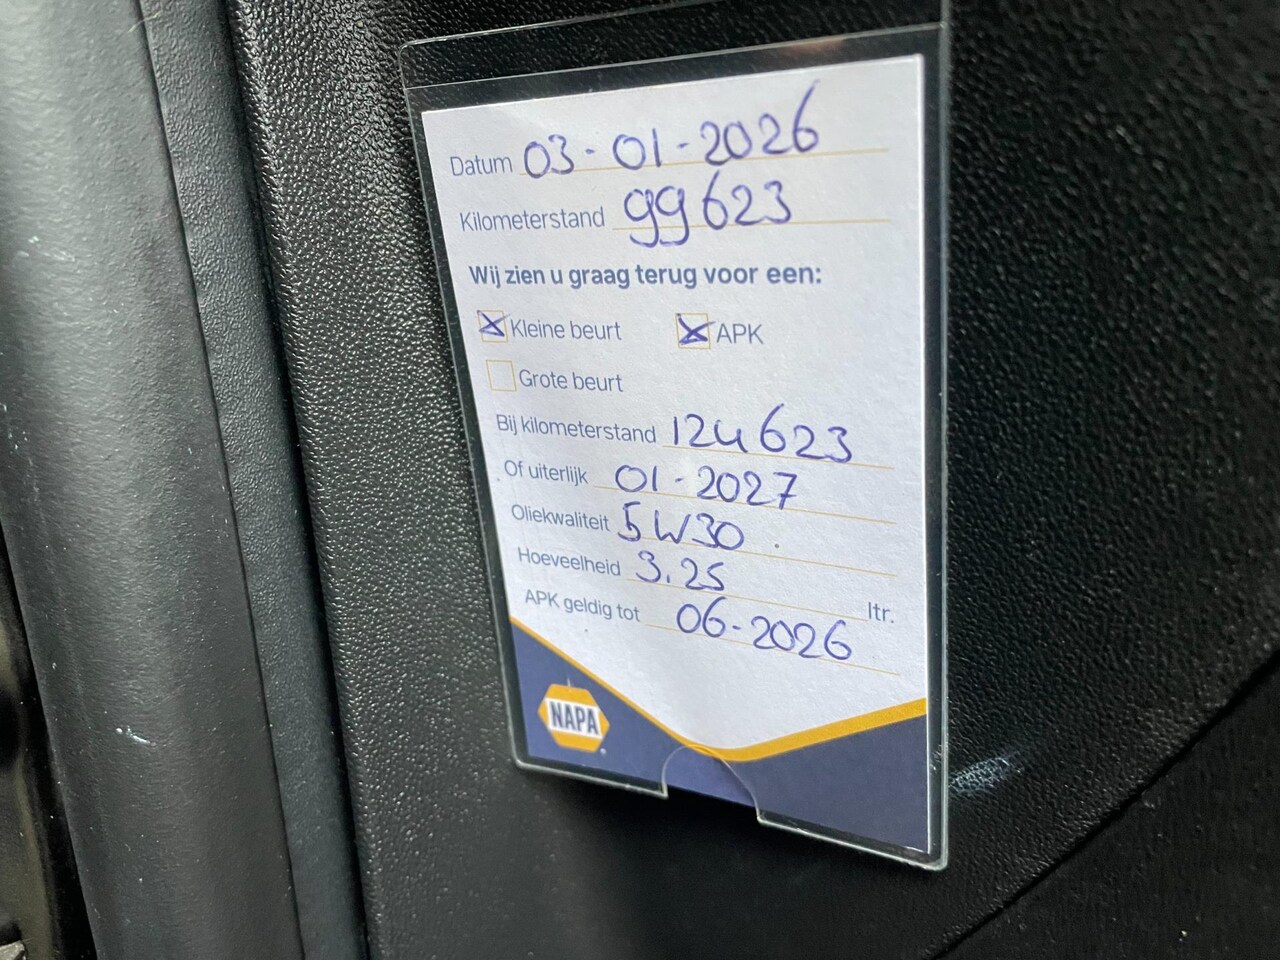 Datum 03-01-2026
Kilometerstand 99623
Wij zien u graag terug voor een:
Kleine beurt APK
Grote beurt
Bij kilometerstand 124623
Of uiterlijk 01-2027
Oliekwaliteit 5W30
Hoeveelheid 3.25 ltr.
APK geldig tot 06-2026
NAPA